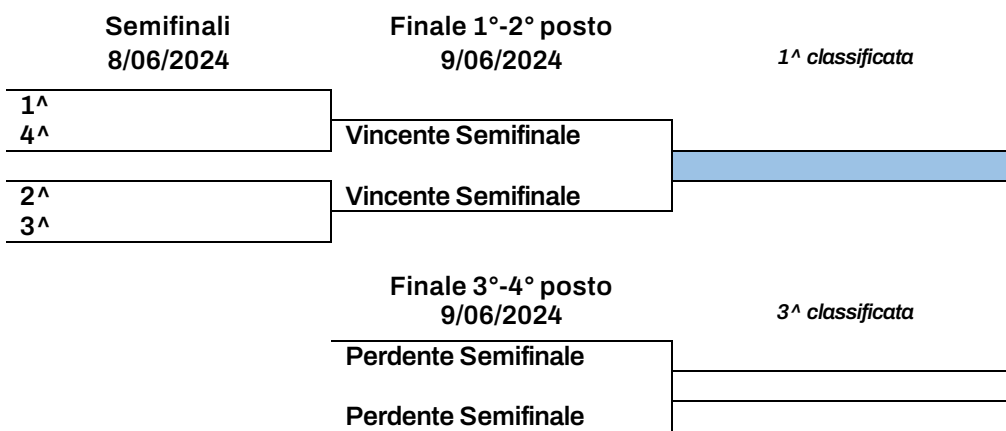 Semifinali
8/06/2024
Finale 1°-2° posto
9/06/2024
1^ classificata
1^
4^
Vincente Semifinale
2^
3^
Vincente Semifinale
Finale 3°-4° posto
9/06/2024
3^ classificata
Perdente Semifinale
Perdente Semifinale